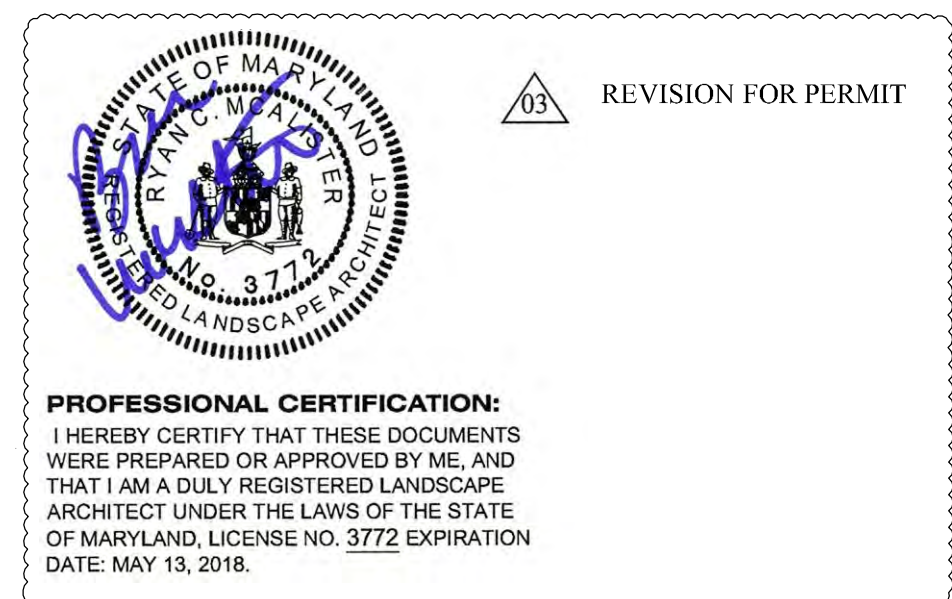 STATE OF MARYLAND
RYAN C. MCALISTER
No. 3772
REGISTERED LANDSCAPE ARCHITECT
03
REVISION FOR PERMIT
PROFESSIONAL CERTIFICATION:
I HEREBY CERTIFY THAT THESE DOCUMENTS
WERE PREPARED OR APPROVED BY ME, AND
THAT I AM A DULY REGISTERED LANDSCAPE
ARCHITECT UNDER THE LAWS OF THE STATE
OF MARYLAND, LICENSE NO. 3772 EXPIRATION
DATE: MAY 13, 2018.